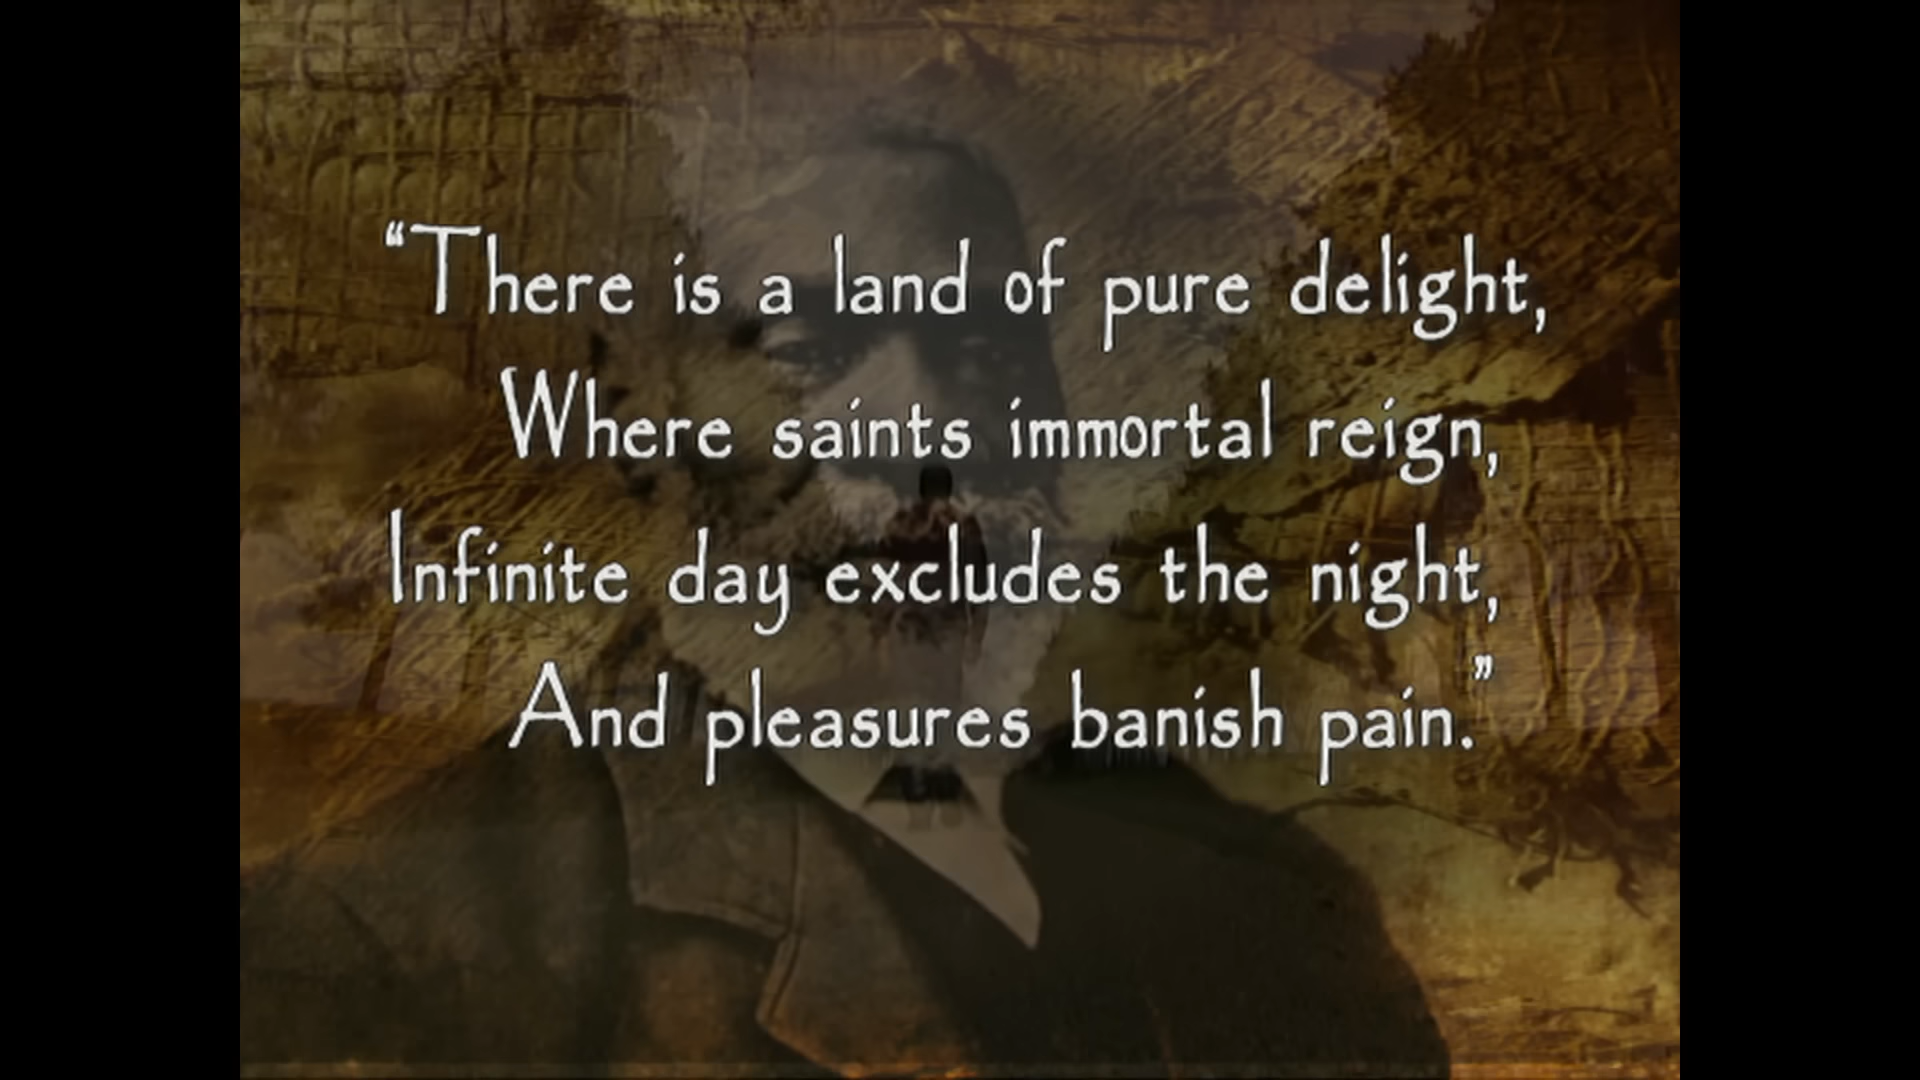 “There is a land of pure delight,
Where saints immortal reign,
Infinite day excludes the night,
And pleasures banish pain.”